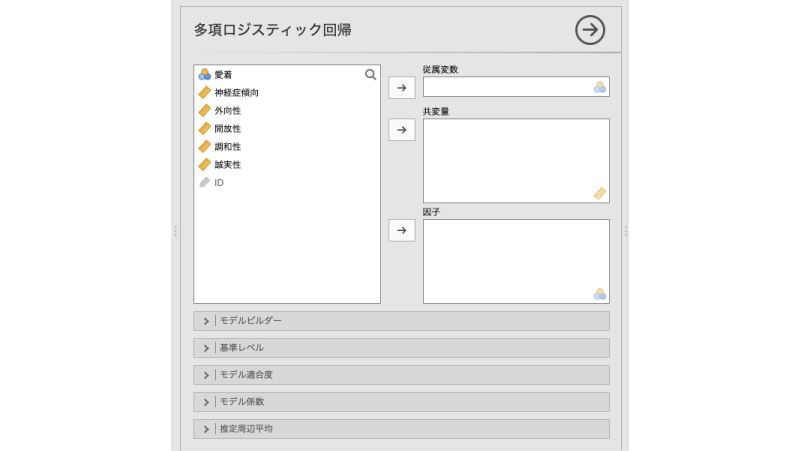 多項ロジスティック回帰
愛着
神経症傾向
外向性
開放性
調和性
誠実性
ID
従属変数
共変量
因子
モデルビルダー
基準レベル
モデル適合度
モデル係数
推定周辺平均